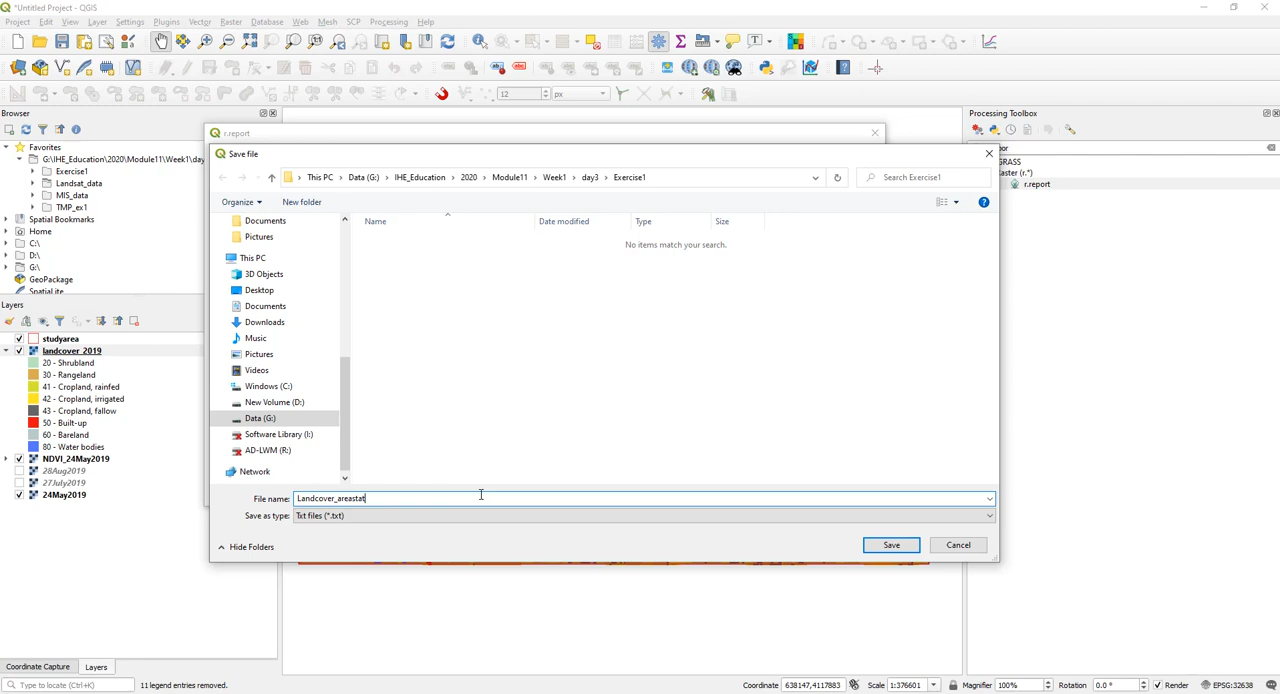 *Untitled Project - QGIS
Project Edit View Layer Settings Plugins Vector Raster Database Web Mesh SCP Processing Help
12 px
Browser
Processing Toolbox
Favorites
G:\IHE_Education\2020\Module11\Week1\day
Exercise1
Landsat_data
MIS_data
TMP_ex1
Spatial Bookmarks
Home
C:\
D:\
G:\
GeoPackage
SpatiaLite
GRASS
r.report
r.report
Save file
This PC > Data (G:) > IHE_Education > 2020 > Module11 > Week1 > day3 > Exercise1
Search Exercise1
Organize New folder
Name Date modified Type Size
No items match your search.
Documents
Pictures
This PC
3D Objects
Desktop
Documents
Downloads
Music
Pictures
Videos
Windows (C:)
New Volume (D:)
Data (G:)
Software Library (I:)
AD-LWM (R:)
Network
File name: Landcover_areastat
Save as type: Txt files (*.txt)
Hide Folders
Save Cancel
Layers
studyarea
landcover_2019
20 - Shrubland
30 - Rangeland
41 - Cropland, rainfed
42 - Cropland, irrigated
43 - Cropland, fallow
50 - Built-up
60 - Bareland
80 - Water bodies
NDVI_24May2019
28Aug2019
27July2019
24May2019
Coordinate Capture Layers
Type to locate (Ctrl+K) 11 legend entries removed. Coordinate 638147,4117883 Scale 1:376601 Magnifier 100% Rotation 0.0 ° Render EPSG:32638